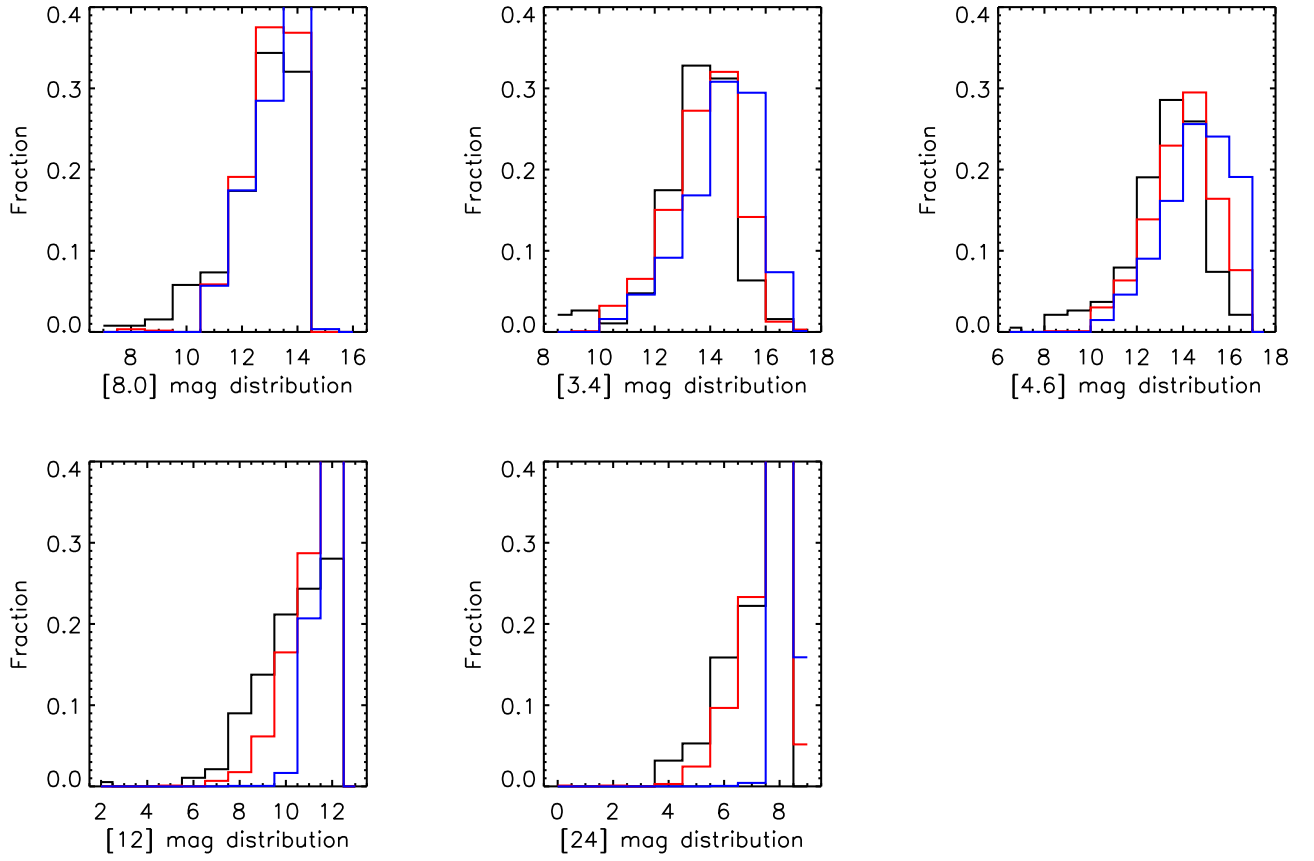 0.4
0.3
0.2
0.1
0.0
Fraction
8 10 12 14 16
[8.0] mag distribution
0.4
0.3
0.2
0.1
0.0
Fraction
8 10 12 14 16 18
[3.4] mag distribution
0.4
0.3
0.2
0.1
0.0
Fraction
6 8 10 12 14 16 18
[4.6] mag distribution
0.4
0.3
0.2
0.1
0.0
Fraction
2 4 6 8 10 12
[12] mag distribution
0.4
0.3
0.2
0.1
0.0
Fraction
0 2 4 6 8
[24] mag distribution